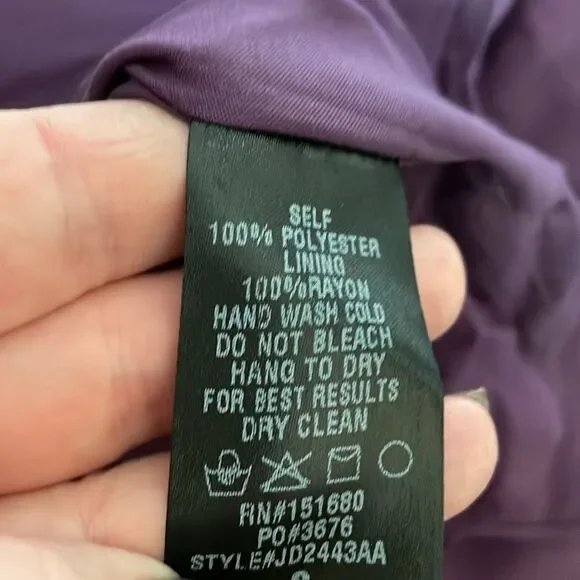 SELF
100% POLYESTER
LINING
100%RAYON
HAND WASH COLD
DO NOT BLEACH
HANG TO DRY
FOR BEST RESULTS
DRY CLEAN
RN#151680
PO#3676
STYLE#JD2443AA